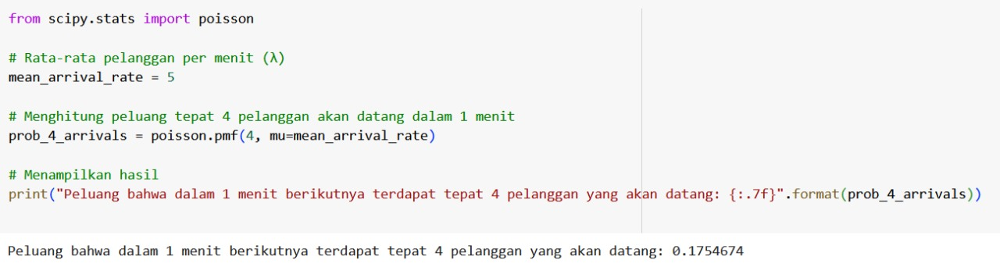 from scipy.stats import poisson
# Rata-rata pelanggan per menit (λ)
mean_arrival_rate = 5
# Menghitung peluang tepat 4 pelanggan akan datang dalam 1 menit
prob_4_arrivals = poisson.pmf(4, mu=mean_arrival_rate)
# Menampilkan hasil
print("Peluang bahwa dalam 1 menit berikutnya terdapat tepat 4 pelanggan yang akan datang: {:.7f}".format(prob_4_arrivals))
Peluang bahwa dalam 1 menit berikutnya terdapat tepat 4 pelanggan yang akan datang: 0.1754674